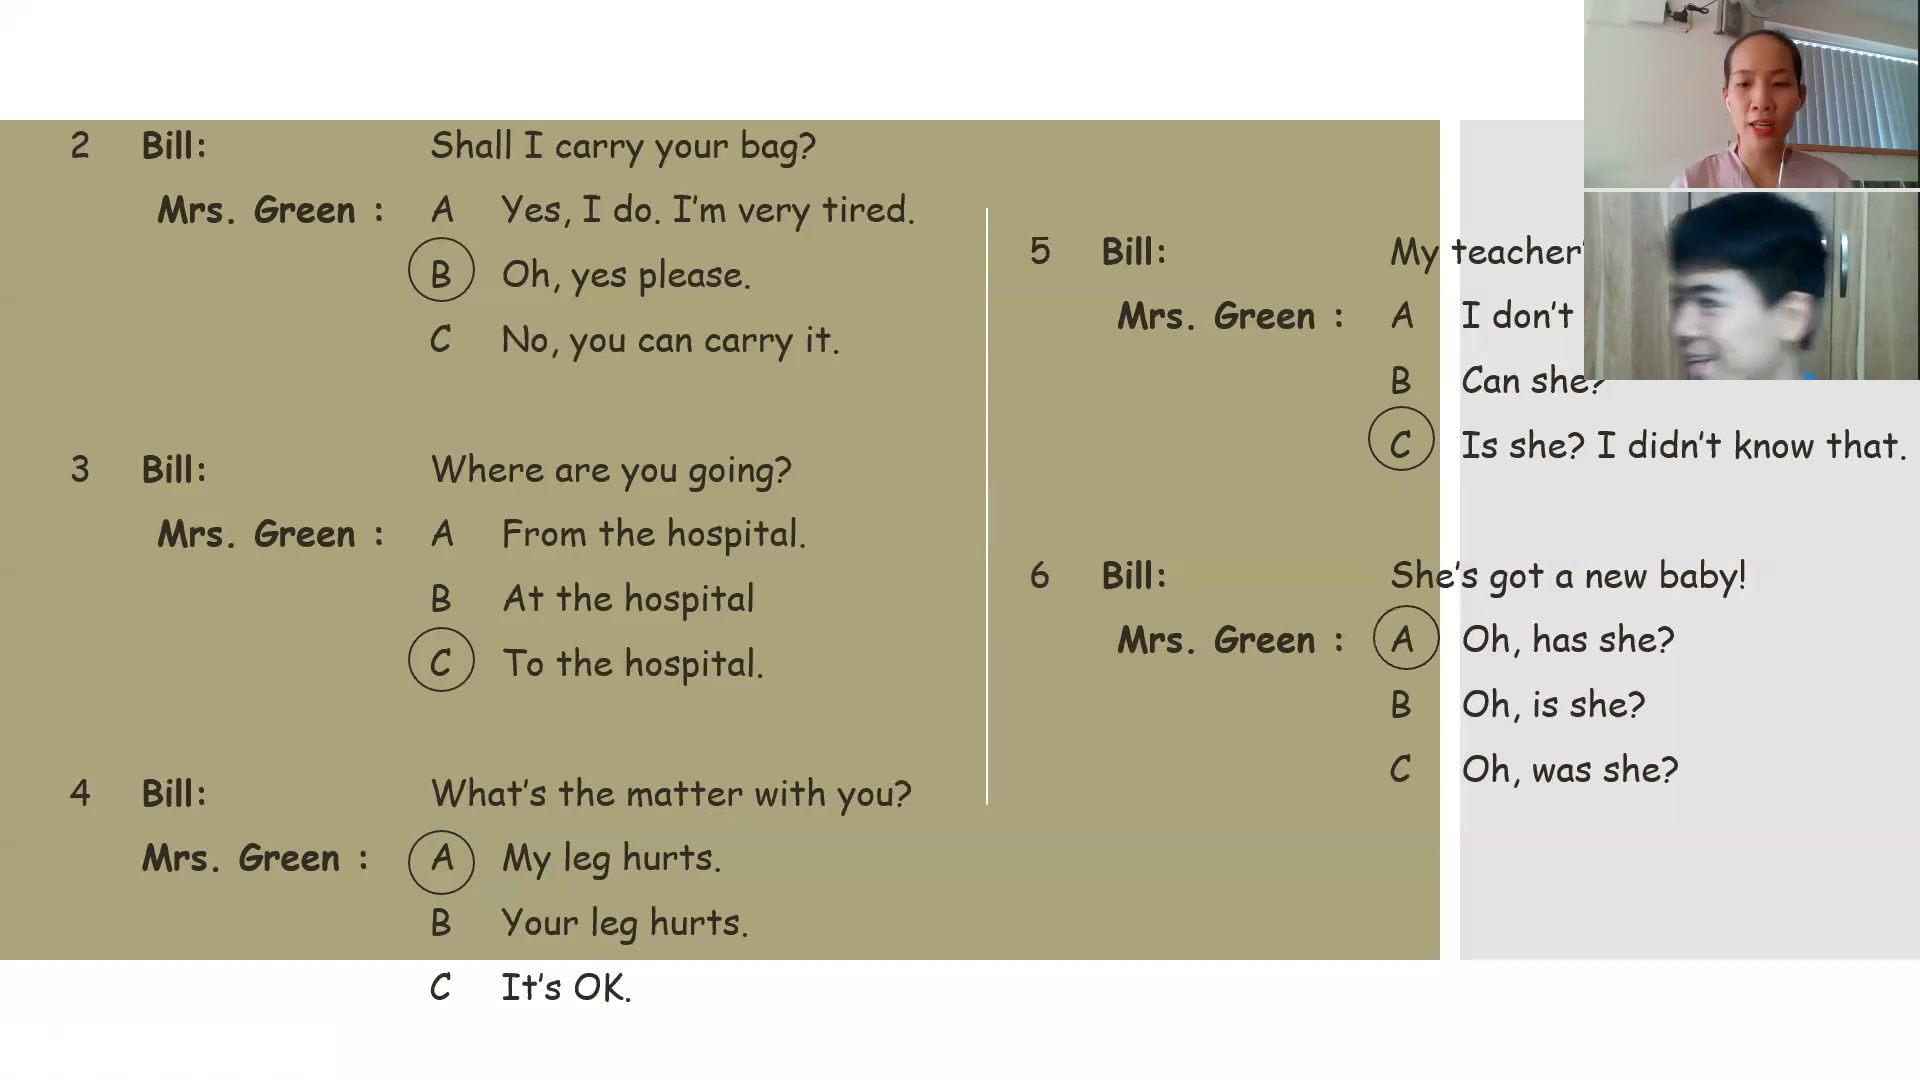 2 Bill: Shall I carry your bag?
Mrs. Green : A Yes, I do. I'm very tired.
B Oh, yes please.
C No, you can carry it.
3 Bill: Where are you going?
Mrs. Green : A From the hospital.
B At the hospital
C To the hospital.
4 Bill: What's the matter with you?
Mrs. Green : A My leg hurts.
B Your leg hurts.
C It's OK.
5 Bill: My teacher'
Mrs. Green : A I don't
B Can she?
C Is she? I didn't know that.
6 Bill: She's got a new baby!
Mrs. Green : A Oh, has she?
B Oh, is she?
C Oh, was she?